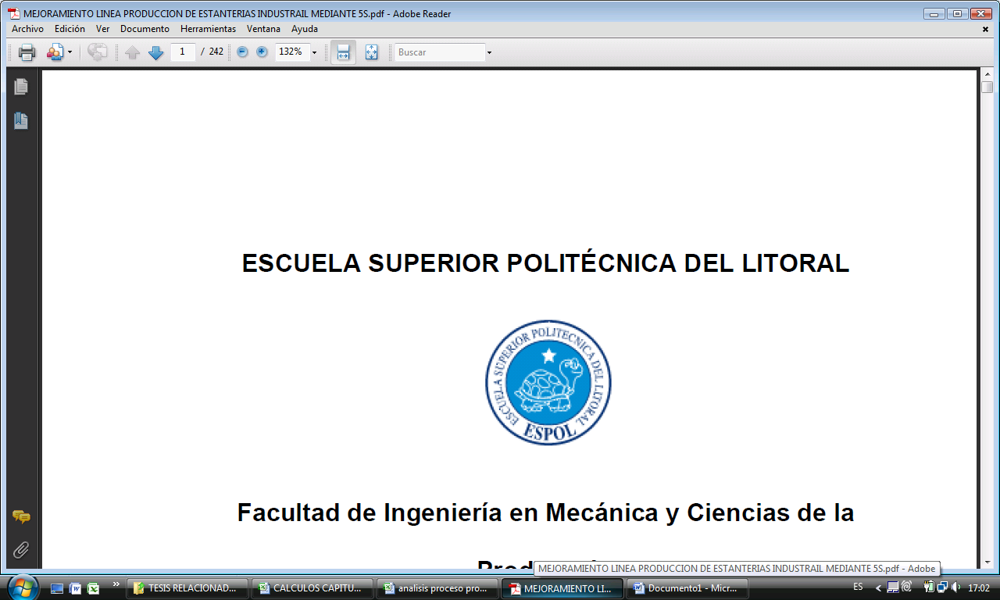 MEJORAMIENTO LINEA PRODUCCION DE ESTANTERIAS INDUSTRAIL MEDIANTE 5S.pdf - Adobe Reader
Archivo Edición Ver Documento Herramientas Ventana Ayuda
1 / 242 132% Buscar
ESCUELA SUPERIOR POLITÉCNICA DEL LITORAL
ESCUELA SUPERIOR POLITECNICA DEL LITORAL
ESPOL
Facultad de Ingeniería en Mecánica y Ciencias de la
MEJORAMIENTO LINEA PRODUCCION DE ESTANTERIAS INDUSTRAIL MEDIANTE 5S.pdf - Adobe
TESIS RELACIONAD... CALCULOS CAPITU... analisis proceso pro... MEJORAMIENTO LI... Documento1 - Micr... ES 17:02